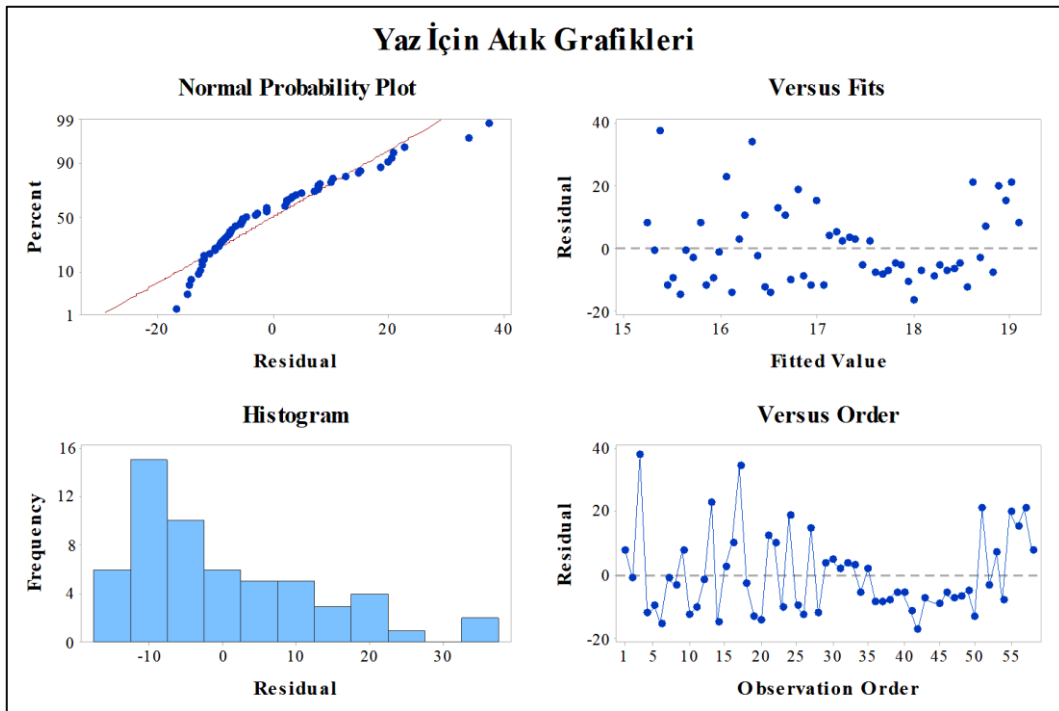 Yaz İçin Atık Grafikleri
Normal Probability Plot
99
90
50
10
1
Percent
-20 0 20 40
Residual
Versus Fits
40
20
0
-20
Residual
15 16 17 18 19
Fitted Value
Histogram
16
12
8
4
0
Frequency
-10 0 10 20 30
Residual
Versus Order
40
20
0
-20
Residual
1 5 10 15 20 25 30 35 40 45 50 55
Observation Order